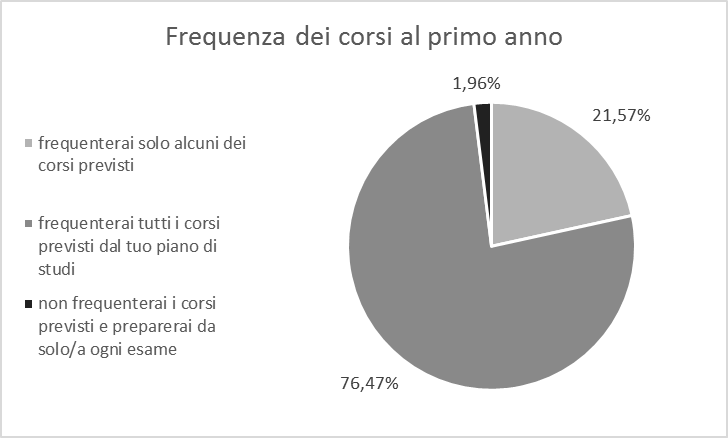 Frequenza dei corsi al primo anno
1,96%
21,57%
frequenterai solo alcuni dei
corsi previsti
frequenterai tutti i corsi
previsti dal tuo piano di
studi
non frequenterai i corsi
previsti e preparerai da
solo/a ogni esame
76,47%